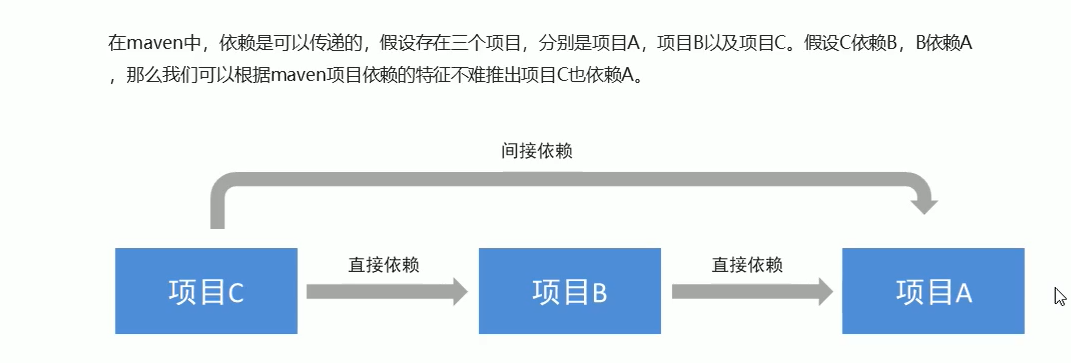 在maven中，依赖是可以传递的，假设存在三个项目，分别是项目A，项目B以及项目C。假设C依赖B，B依赖A
，那么我们可以根据maven项目依赖的特征不难推出项目C也依赖A。
间接依赖
直接依赖
直接依赖
项目C
项目B
项目A